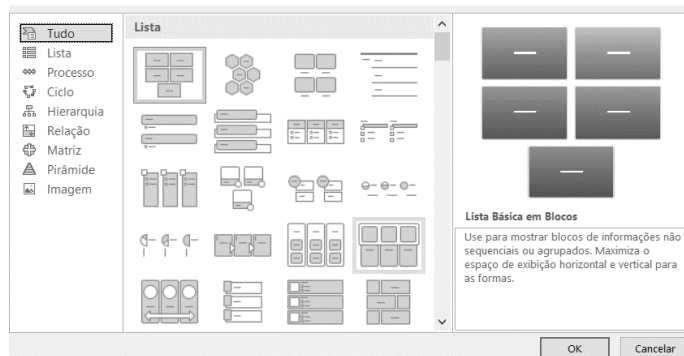 Tudo
Lista
Processo
Ciclo
Hierarquia
Relação
Matriz
Pirâmide
Imagem
Lista
Lista Básica em Blocos
Use para mostrar blocos de informações não
sequenciais ou agrupados. Maximiza o
espaço de exibição horizontal e vertical para
as formas.
OK
Cancelar